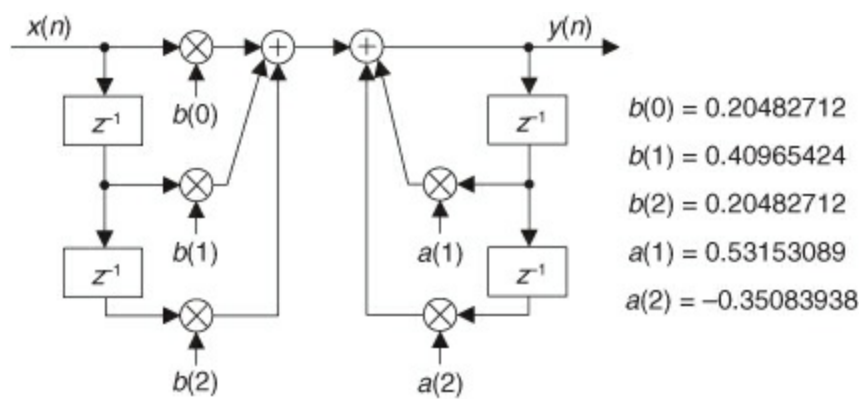 x(n)
y(n)
z⁻¹
b(0)
z⁻¹
b(1)
a(1)
z⁻¹
z⁻¹
b(2)
a(2)
b(0) = 0.20482712
b(1) = 0.40965424
b(2) = 0.20482712
a(1) = 0.53153089
a(2) = –0.35083938